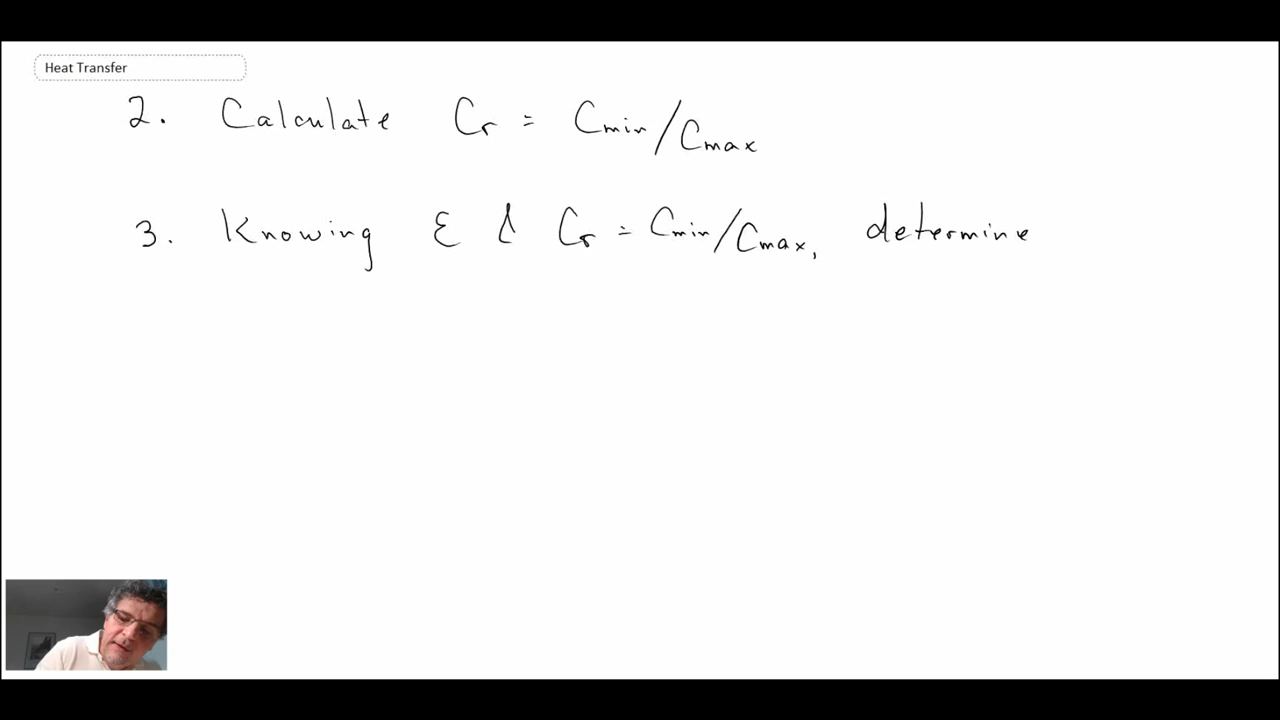 Heat Transfer
2. Calculate Cr = Cmin/Cmax
3. Knowing ε & Cr = Cmin/Cmax, determine